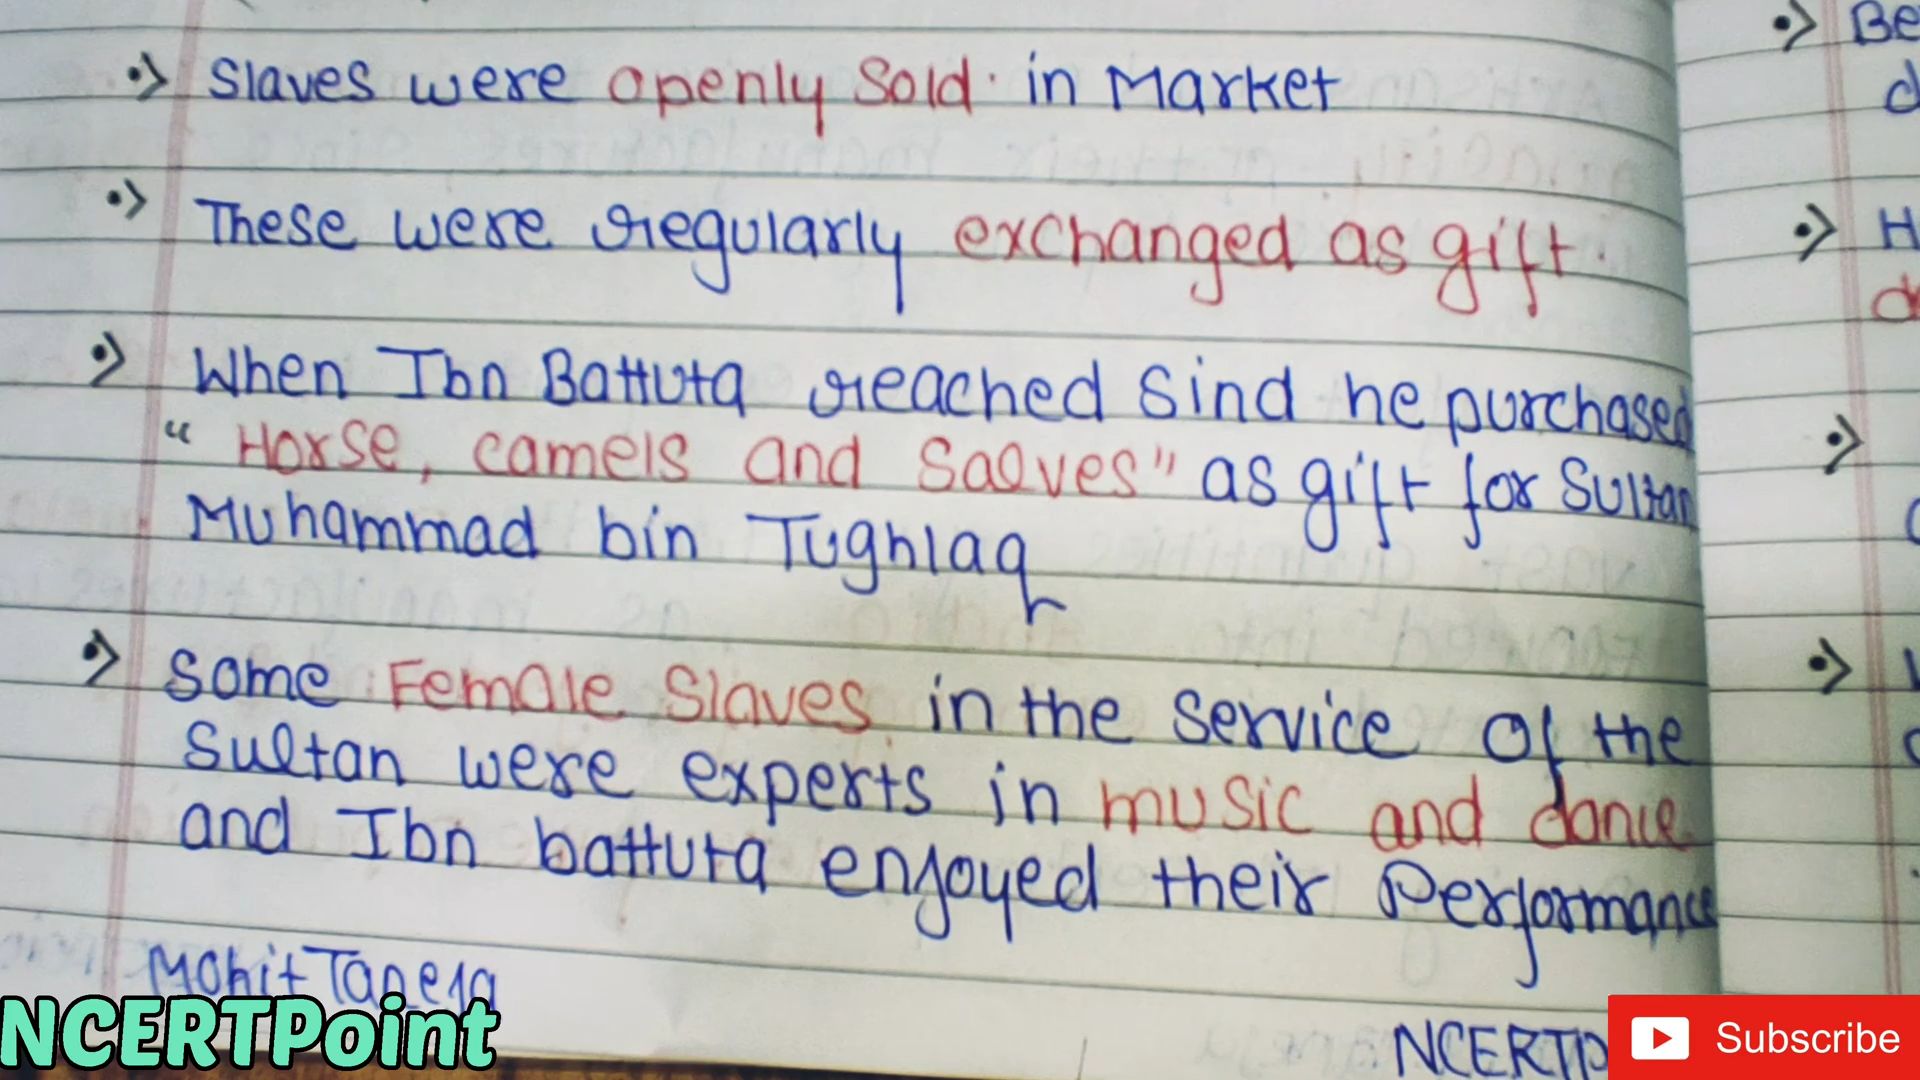 •> Slaves were openly Sold. in Market
•> These were regularly exchanged as gift.
•> When Ibn Battuta reached Sind he purchased
" Horse, camels and Salves" as gift for Sultan
Muhammad bin Tughlaq
•> Some Female Slaves in the Service of the
Sultan were experts in music and dance
and Ibn battuta enjoyed their Performance
Mohit Taneja
NCERTPoint
NCERTP
Subscribe
•> Be
d
•> H
d
•>
•>